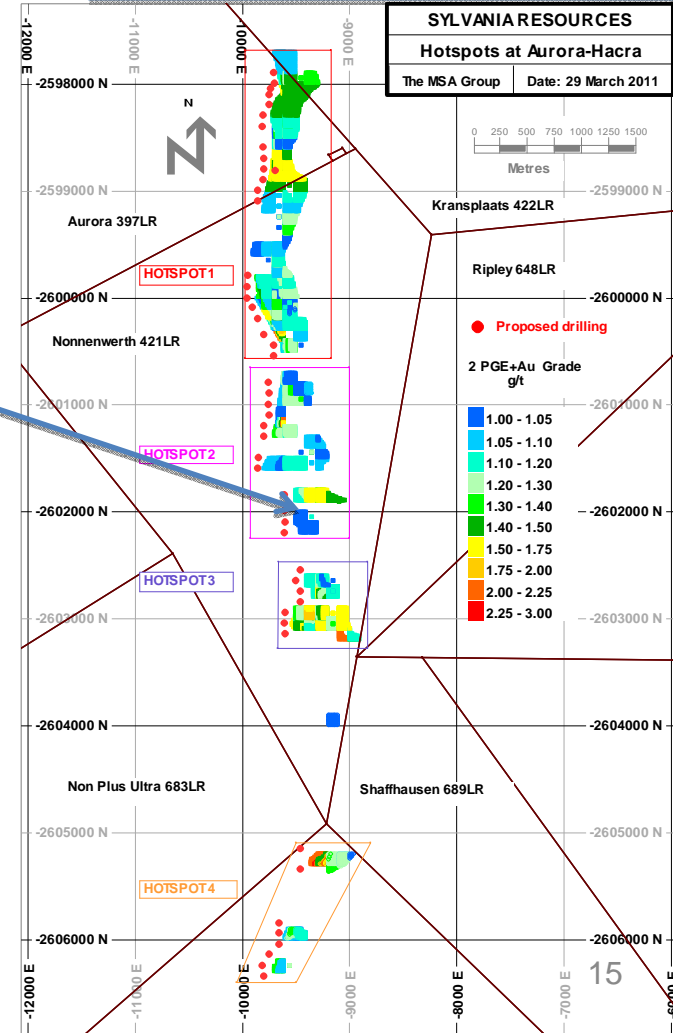 SYLVANIA RESOURCES
Hotspots at Aurora-Hacra
The MSA Group
Date: 29 March 2011
-12000 E
-11000 E
-10000 E
-9000 E
-2598000 N
-2598000 N
N
0 250 500 750 1000 1250 1500
Metres
-2599000 N
-2599000 N
Kransplaats 422LR
Aurora 397LR
HOTSPOT1
Ripley 648LR
-2600000 N
-2600000 N
Proposed drilling
Nonnenwerth 421LR
2 PGE+Au Grade
g/t
-2601000 N
-2601000 N
1.00 - 1.05
1.05 - 1.10
HOTSPOT2
1.10 - 1.20
1.20 - 1.30
1.30 - 1.40
-2602000 N
-2602000 N
1.40 - 1.50
1.50 - 1.75
1.75 - 2.00
HOTSPOT3
2.00 - 2.25
2.25 - 3.00
-2603000 N
-2603000 N
-2604000 N
-2604000 N
Non Plus Ultra 683LR
Shaffhausen 689LR
-2605000 N
-2605000 N
HOTSPOT4
-2606000 N
-2606000 N
15
-12000 E
-11000 E
-10000 E
-9000 E
-8000 E
-7000 E